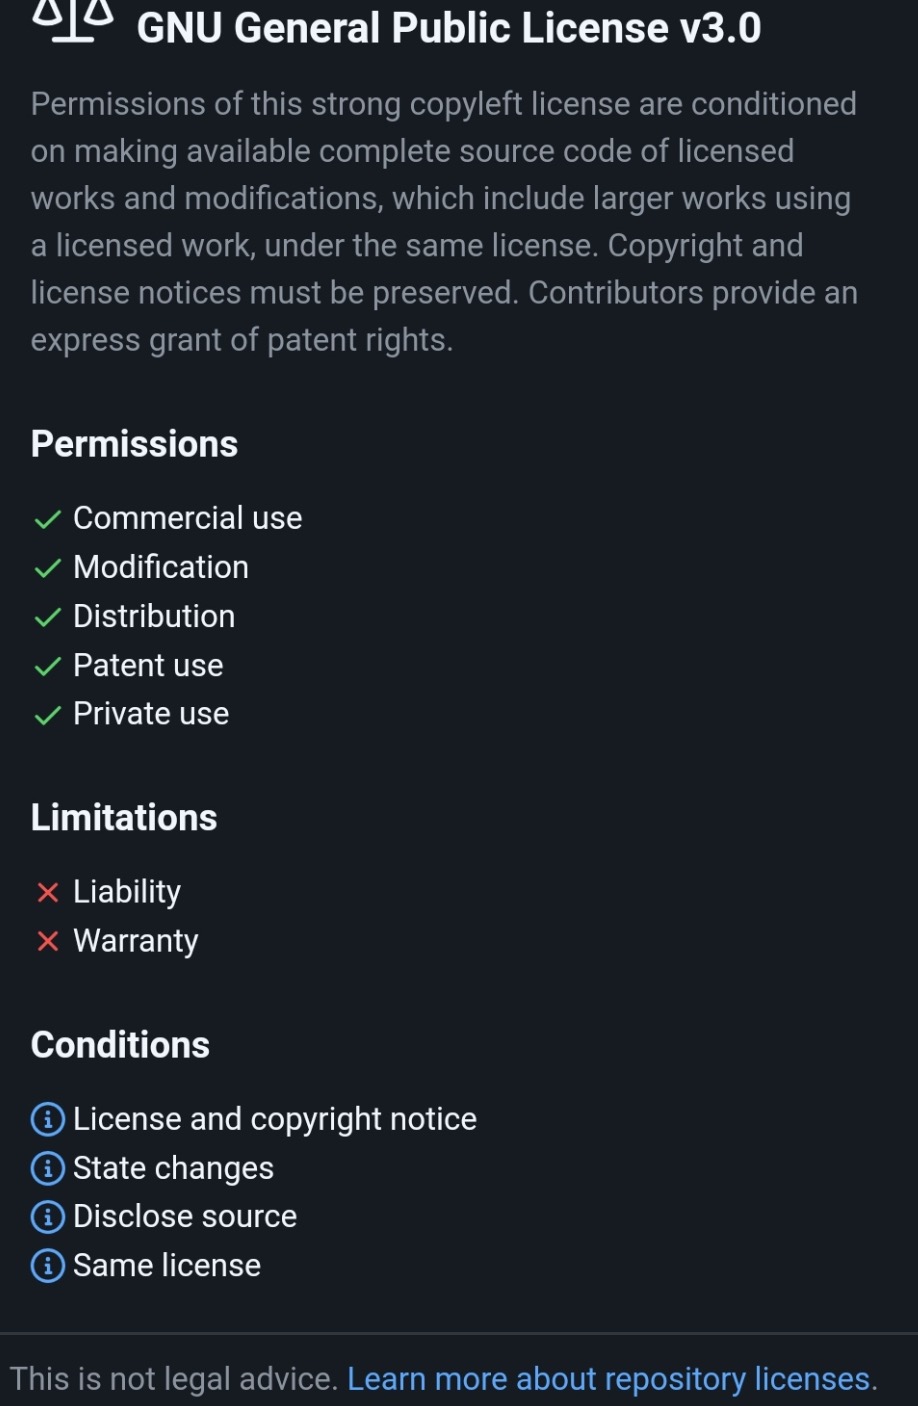 GNU General Public License v3.0
Permissions of this strong copyleft license are conditioned
on making available complete source code of licensed
works and modifications, which include larger works using
a licensed work, under the same license. Copyright and
license notices must be preserved. Contributors provide an
express grant of patent rights.
Permissions
Commercial use
Modification
Distribution
Patent use
Private use
Limitations
Liability
Warranty
Conditions
License and copyright notice
State changes
Disclose source
Same license
This is not legal advice. Learn more about repository licenses.